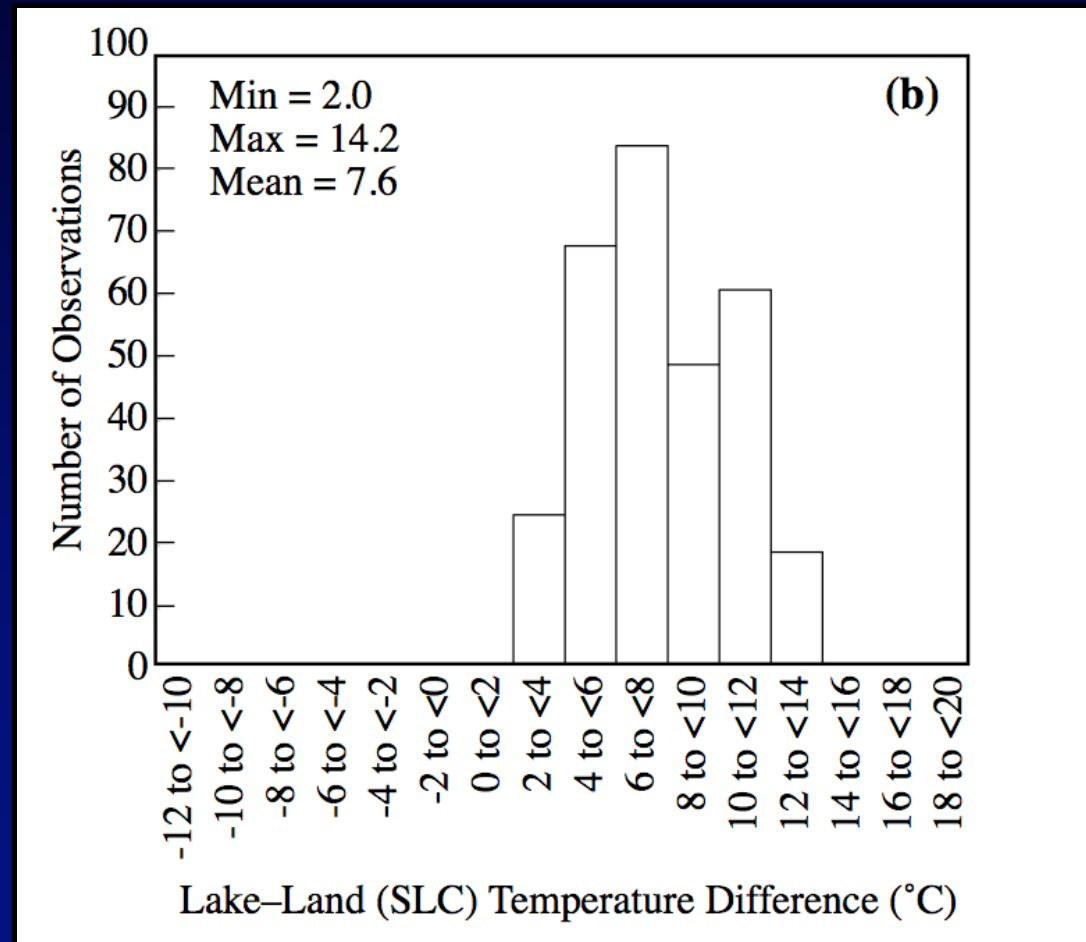 100
90
80
70
60
50
40
30
20
10
0
Number of Observations
Min = 2.0
Max = 14.2
Mean = 7.6
(b)
-12 to <-10
-10 to <-8
-8 to <-6
-6 to <-4
-4 to <-2
-2 to <0
0 to <2
2 to <4
4 to <6
6 to <8
8 to <10
10 to <12
12 to <14
14 to <16
16 to <18
18 to <20
Lake–Land (SLC) Temperature Difference (˚C)